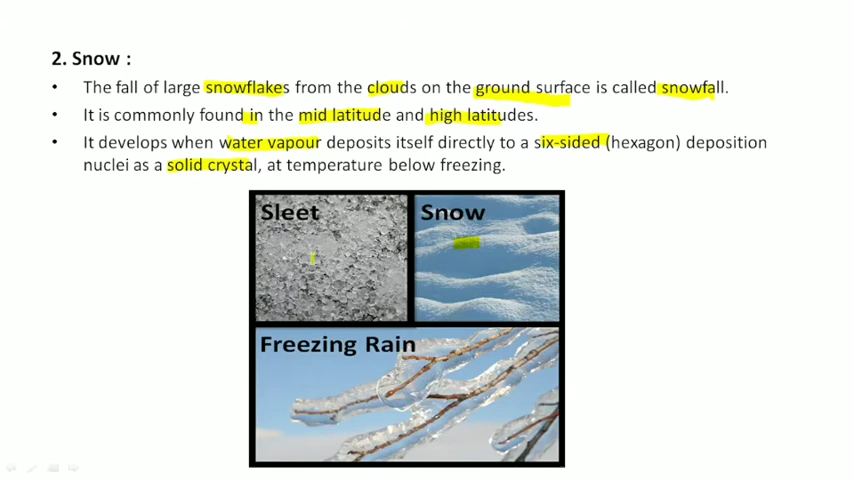 2. Snow :
• The fall of large snowflakes from the clouds on the ground surface is called snowfall.
• It is commonly found in the mid latitude and high latitudes.
• It develops when water vapour deposits itself directly to a six-sided (hexagon) deposition
nuclei as a solid crystal, at temperature below freezing.
Sleet
Snow
Freezing Rain